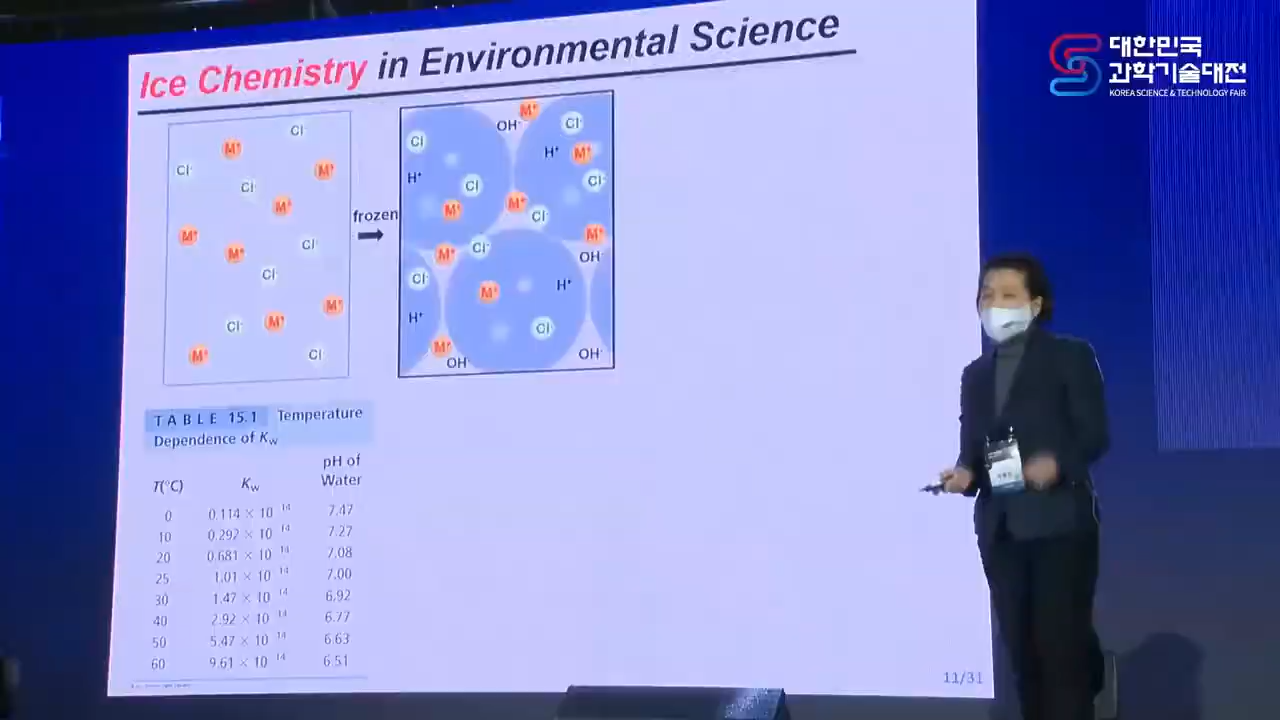 Ice Chemistry in Environmental Science
대한민국
과학기술대전
KOREA SCIENCE & TECHNOLOGY FAIR
Cl⁻
M⁺
Cl⁻
M⁺
Cl⁻
M⁺
M⁺
M⁺
Cl⁻
Cl⁻
M⁺
Cl⁻
M⁺
M⁺
Cl⁻
frozen
M⁺
OH⁻
Cl⁻
Cl⁻
H⁺
M⁺
H⁺
Cl⁻
Cl⁻
M⁺
M⁺
Cl⁻
M⁺
Cl⁻
M⁺
OH⁻
Cl⁻
M⁺
H⁺
H⁺
Cl⁻
M⁺
OH⁻
OH⁻
TABLE 15.1 Temperature
Dependence of Kw
T(°C) Kw pH of Water
0 0.114 × 10⁻¹⁴ 7.47
10 0.292 × 10⁻¹⁴ 7.27
20 0.681 × 10⁻¹⁴ 7.08
25 1.01 × 10⁻¹⁴ 7.00
30 1.47 × 10⁻¹⁴ 6.92
40 2.92 × 10⁻¹⁴ 6.77
50 5.47 × 10⁻¹⁴ 6.63
60 9.61 × 10⁻¹⁴ 6.51
11/31